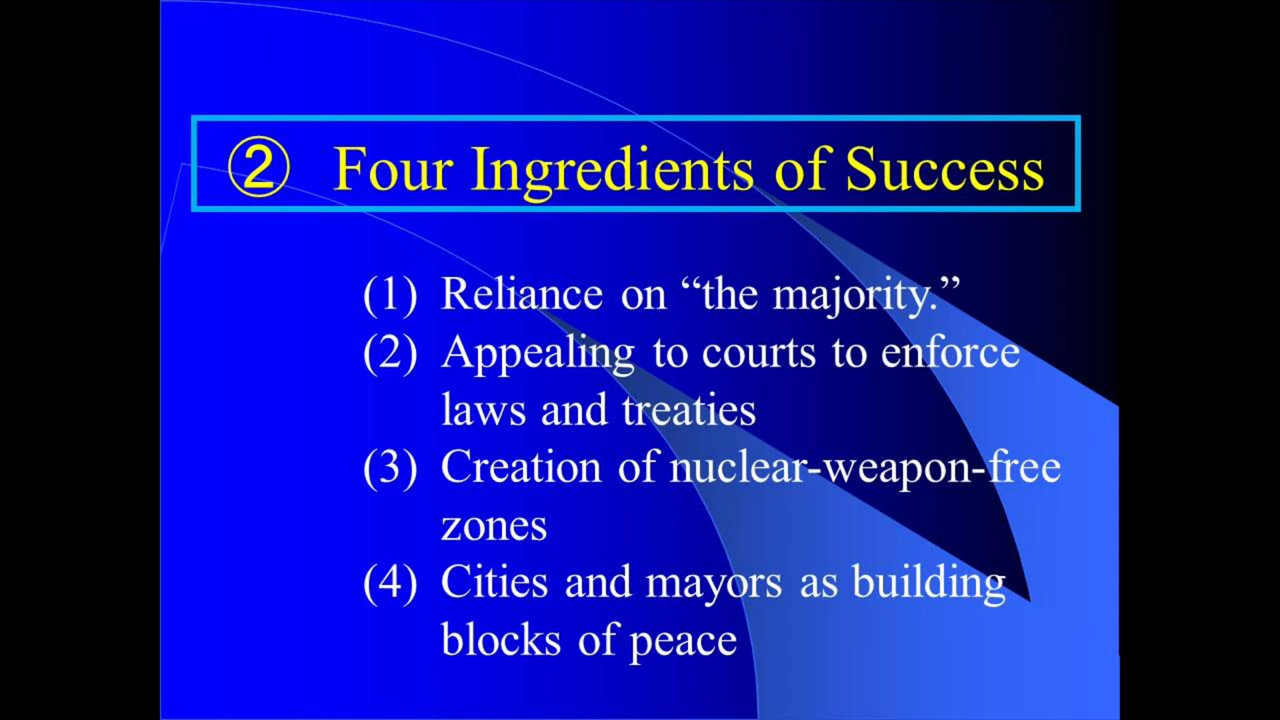 ② Four Ingredients of Success
(1) Reliance on “the majority.”
(2) Appealing to courts to enforce
laws and treaties
(3) Creation of nuclear-weapon-free
zones
(4) Cities and mayors as building
blocks of peace